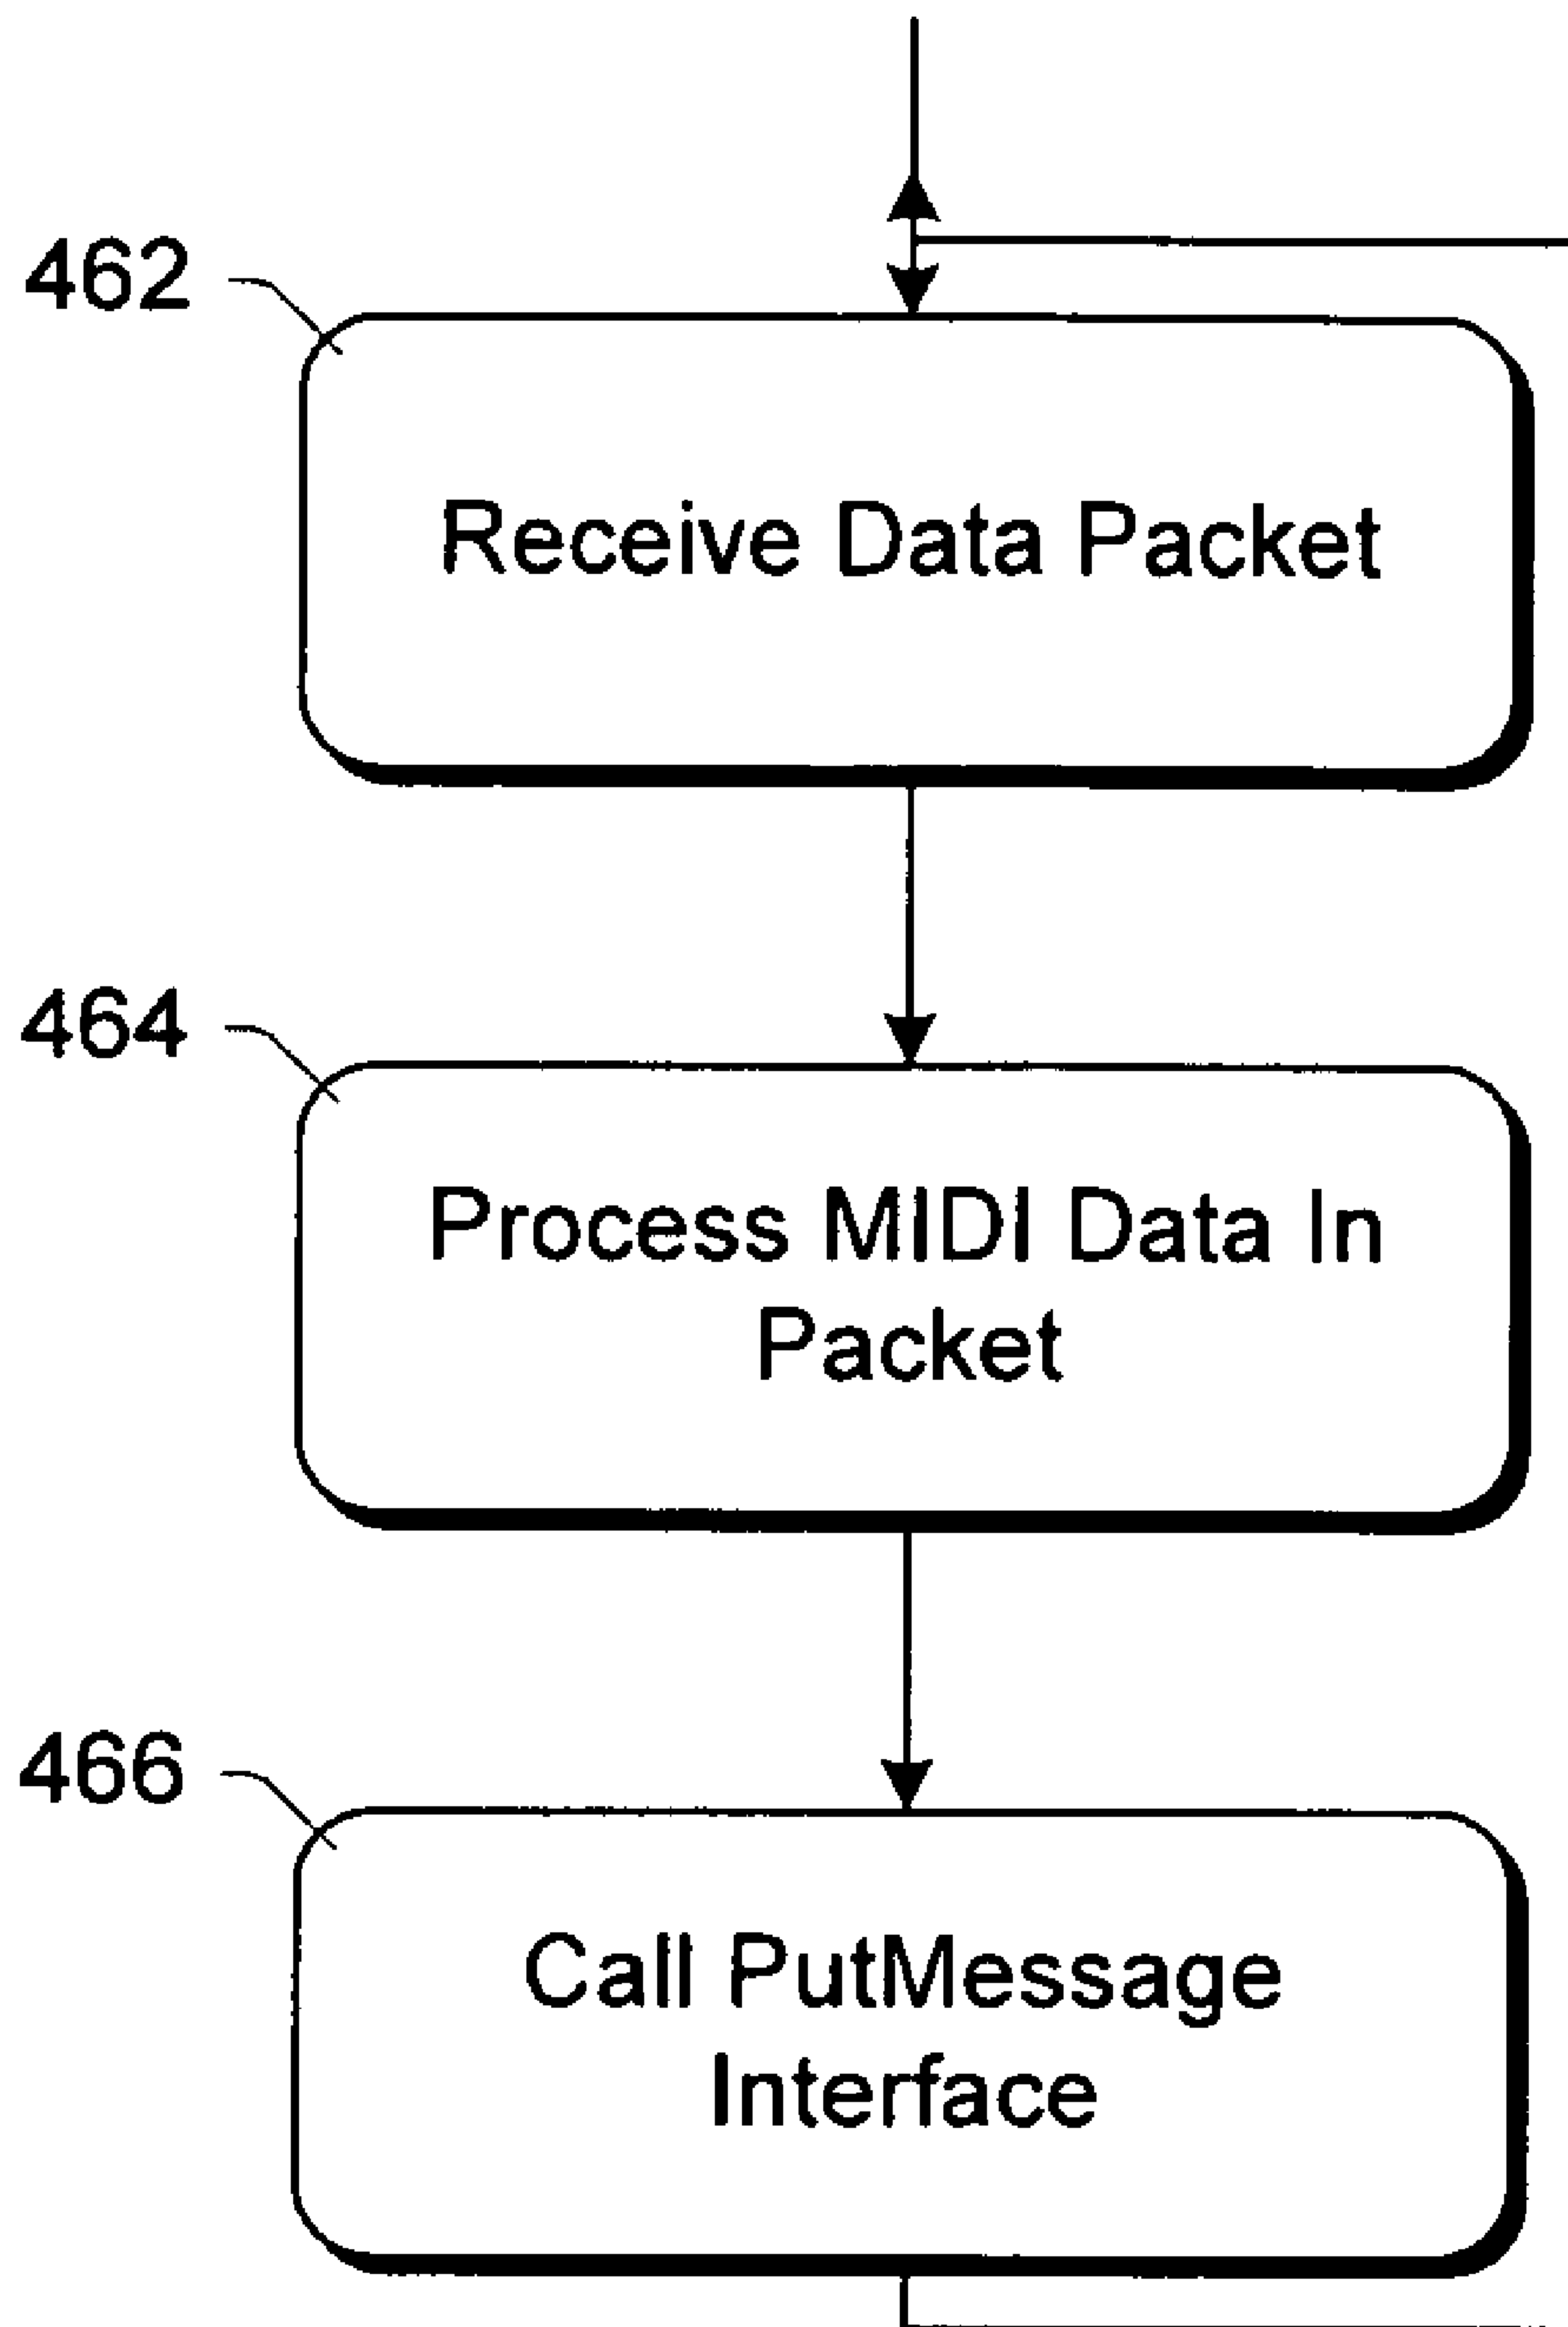 462
Receive Data Packet
464
Process MIDI Data In
Packet
466
Call PutMessage
Interface